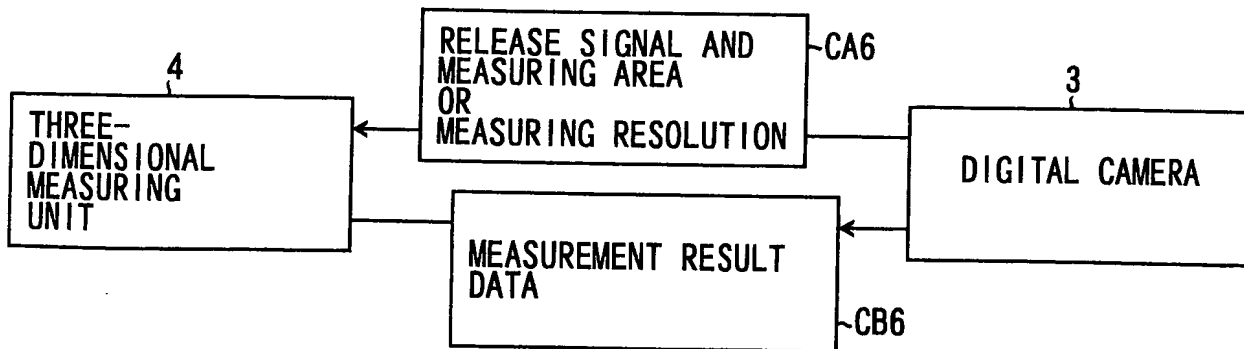 RELEASE SIGNAL AND
MEASURING AREA
OR
MEASURING RESOLUTION
CA6
4
THREE-
DIMENSIONAL
MEASURING
UNIT
3
DIGITAL CAMERA
MEASUREMENT RESULT
DATA
CB6